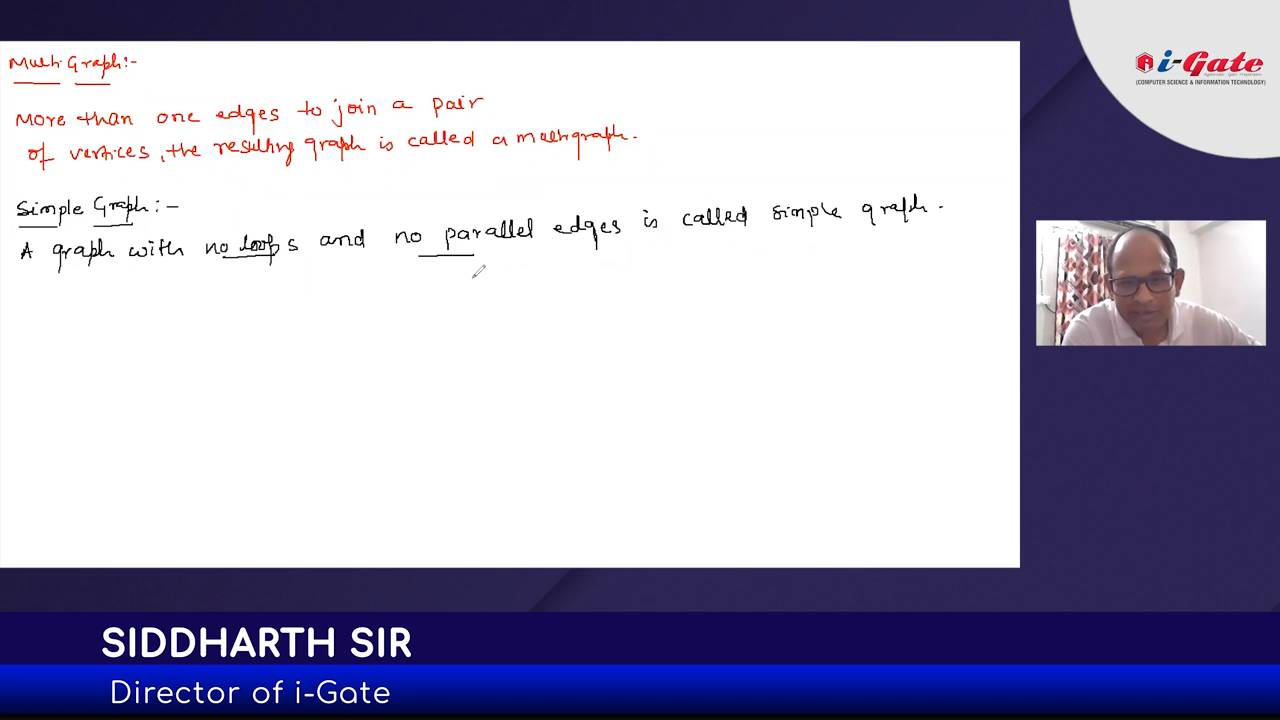 Multi Graph:-
More than one edges to join a pair
of vertices, the resulting graph is called a multigraph.
Simple Graph:-
A graph with no loops and no parallel edges is called simple graph.
i-Gate
(COMPUTER SCIENCE & INFORMATION TECHNOLOGY)
SIDDHARTH SIR
Director of i-Gate